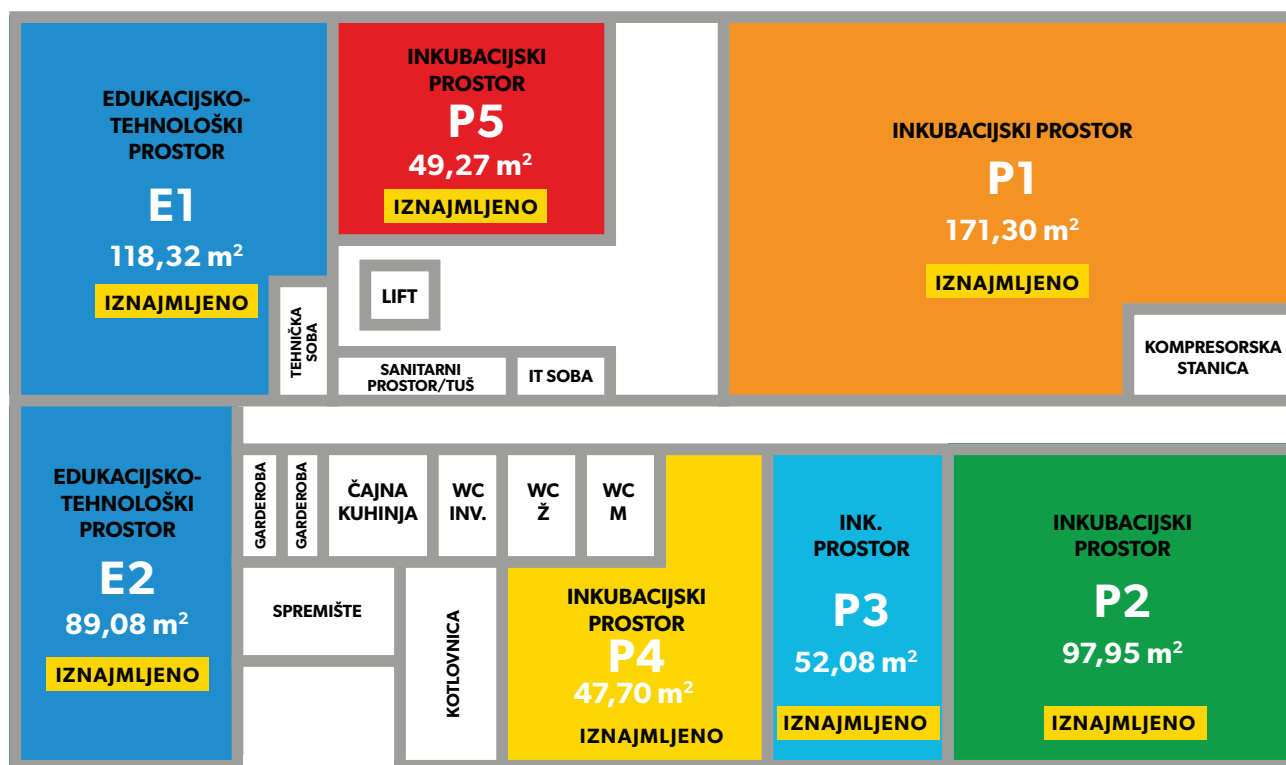 EDUKACIJSKO-
TEHNOLOŠKI
PROSTOR
E1
118,32 m²
IZNAJMLJENO
TEHNIČKA
SOBA
INKUBACIJSKI
PROSTOR
P5
49,27 m²
IZNAJMLJENO
LIFT
SANITARNI
PROSTOR/TUŠ
IT SOBA
INKUBACIJSKI PROSTOR
P1
171,30 m²
IZNAJMLJENO
KOMPRESORSKA
STANICA
EDUKACIJSKO-
TEHNOLOŠKI
PROSTOR
E2
89,08 m²
IZNAJMLJENO
GARDEROBA
GARDEROBA
ČAJNA
KUHINJA
WC
INV.
WC
Ž
WC
M
SPREMIŠTE
KOTLOVNICA
INKUBACIJSKI
PROSTOR
P4
47,70 m²
IZNAJMLJENO
INK.
PROSTOR
P3
52,08 m²
IZNAJMLJENO
INKUBACIJSKI
PROSTOR
P2
97,95 m²
IZNAJMLJENO